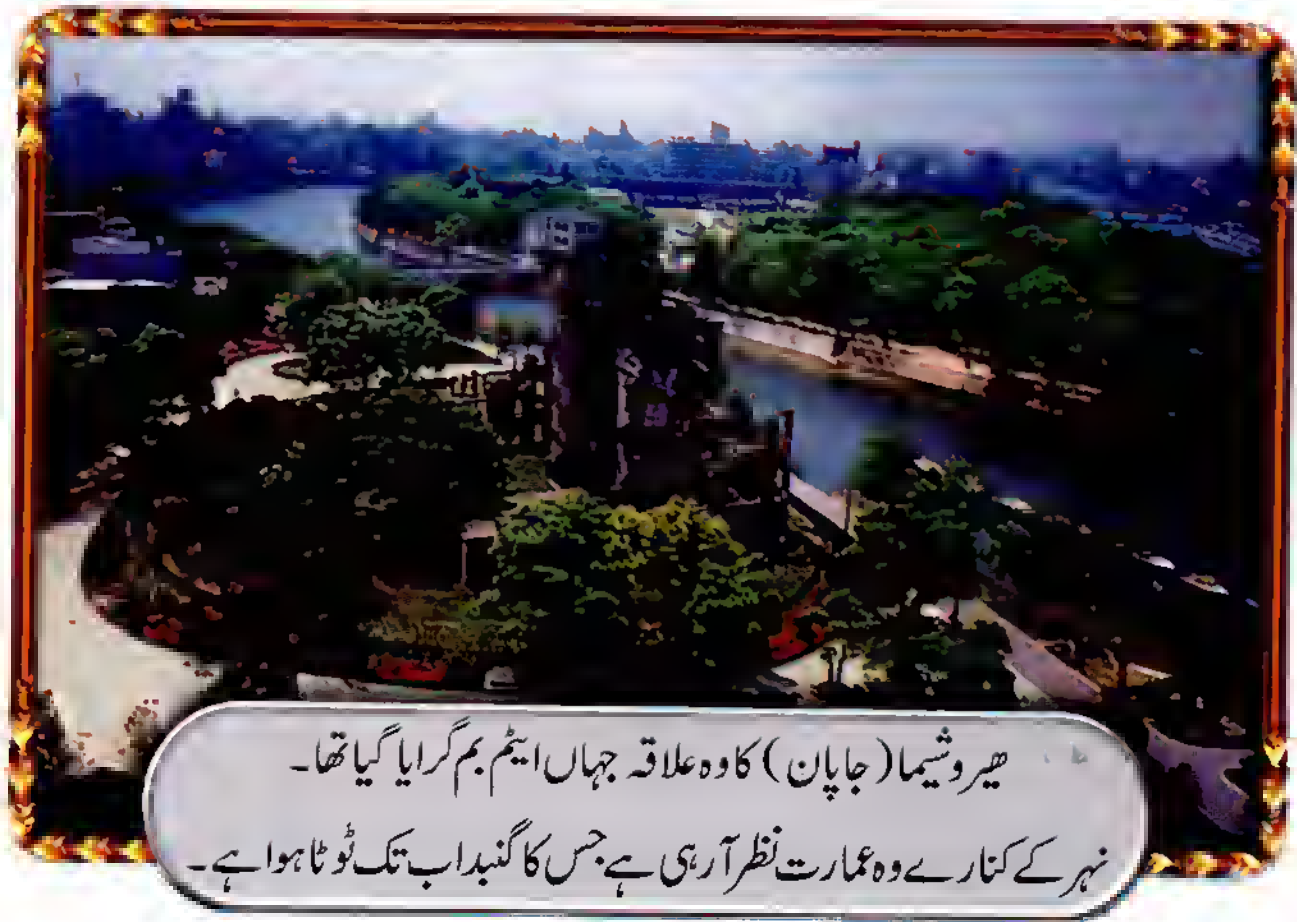 ھیروشیما (جاپان) کا وہ علاقہ جہاں ایٹم بم گرایا گیا تھا۔
نہر کے کنارے وہ عمارت نظر آرہی ہے جس کا گنبد اب تک ٹوٹا ہوا ہے۔